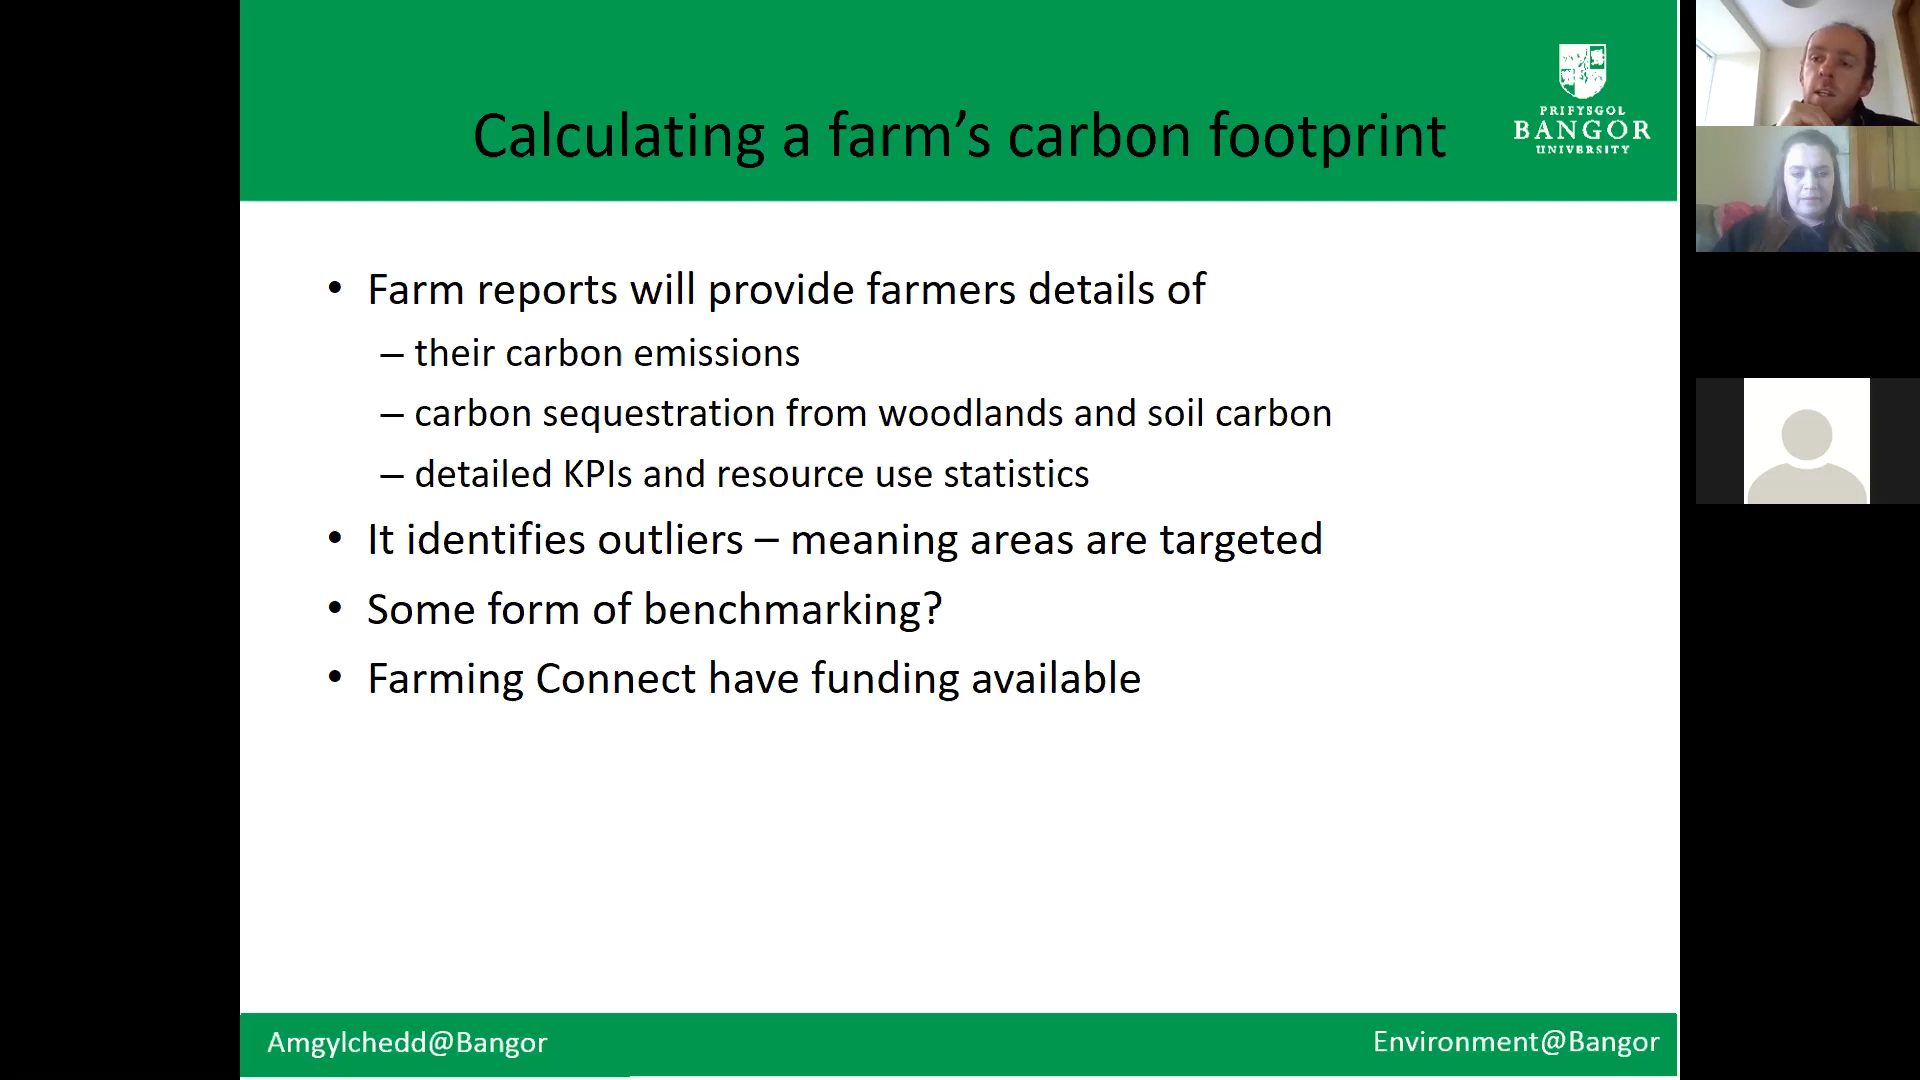 Calculating a farm’s carbon footprint
PRIFYSGOL
BANGOR
UNIVERSITY
• Farm reports will provide farmers details of
– their carbon emissions
– carbon sequestration from woodlands and soil carbon
– detailed KPIs and resource use statistics
• It identifies outliers – meaning areas are targeted
• Some form of benchmarking?
• Farming Connect have funding available
Amgylchedd@Bangor
Environment@Bangor